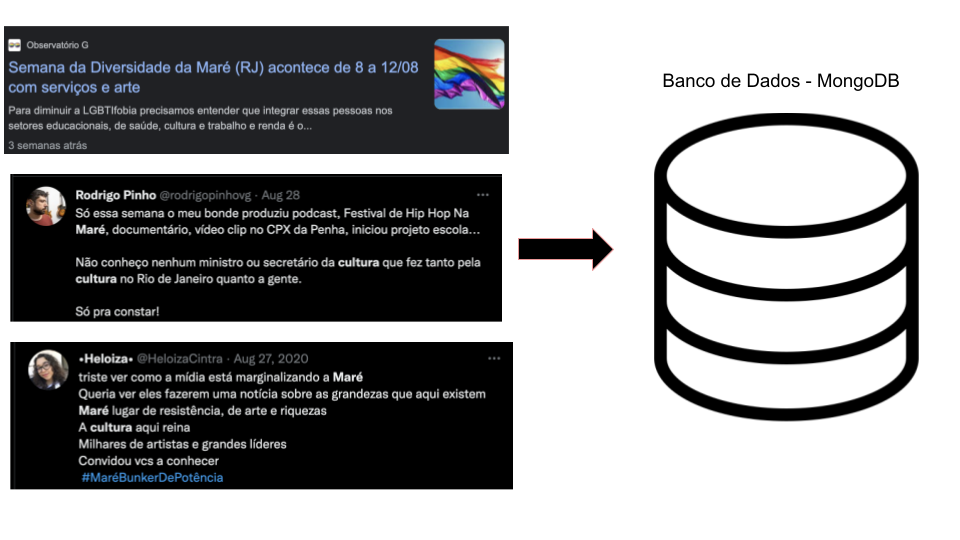 Observatório G
Semana da Diversidade da Maré (RJ) acontece de 8 a 12/08
com serviços e arte
Para diminuir a LGBTIfobia precisamos entender que integrar essas pessoas nos
setores educacionais, de saúde, cultura e trabalho e renda é o...
3 semanas atrás
Rodrigo Pinho @rodrigopinhovg · Aug 28
Só essa semana o meu bonde produziu podcast, Festival de Hip Hop Na
Maré, documentário, vídeo clip no CPX da Penha, iniciou projeto escola...
Não conheço nenhum ministro ou secretário da cultura que fez tanto pela
cultura no Rio de Janeiro quanto a gente.
Só pra constar!
•Heloiza• @HeloizaCintra · Aug 27, 2020
triste ver como a mídia está marginalizando a Maré
Queria ver eles fazerem uma notícia sobre as grandezas que aqui existem
Maré lugar de resistência, de arte e riquezas
A cultura aqui reina
Milhares de artistas e grandes líderes
Convidou vcs a conhecer
#MaréBunkerDePotência
Banco de Dados - MongoDB